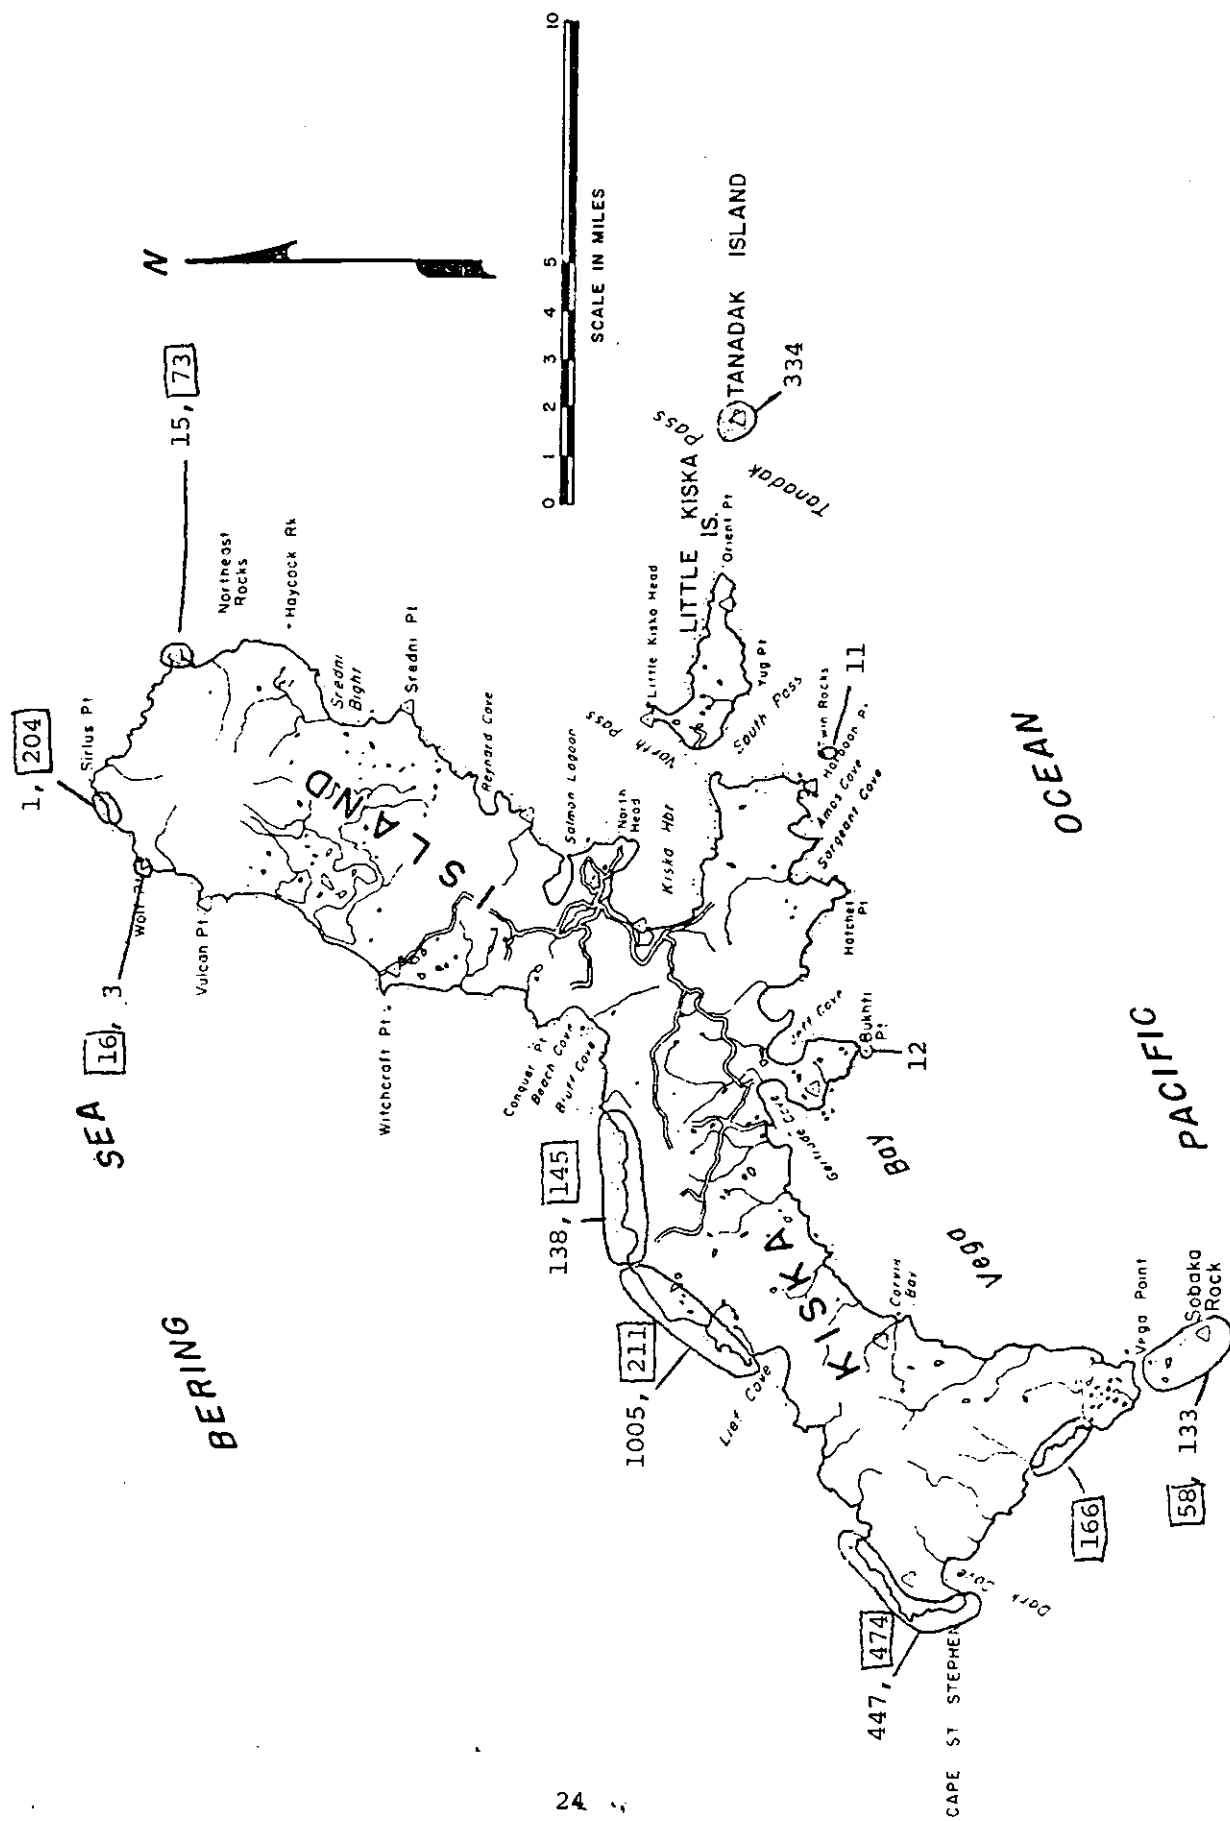 BERING
SEA
N
1, 204
15, 73
16, 3
Sirius Pt
Northeast
Rocks
Haycock Rk
Vulcan Pt
Sredni
Bight
Sredni Pt
Witchcraft Pt
Reynard Cove
Salmon Lagoon
North
Head
Kiska Hbr
Conquer Pt
Beach Cove
Bluff Cove
138, 145
1005, 211
Lief Cove
KISKA
ISLAND
North Pass
Little Kiska Head
LITTLE KISKA
IS.
Orient Pt
Yug Pt
South Pass
Tanadak
Pass
TANADAK ISLAND
334
Twin Rocks
11
Haycock Pt
Amos Cove
Sargeant Cove
Hatchet
Pt
Jeff Cove
Bukhti
Pt
12
Gertrude Cove
Vega
Bay
Corvin
Bay
Vega Point
Sobaka
Rock
58, 133
166
Dark Cove
447, 474
CAPE ST STEPHEN
PACIFIC
OCEAN
0 1 2 3 4 5 10
SCALE IN MILES
24